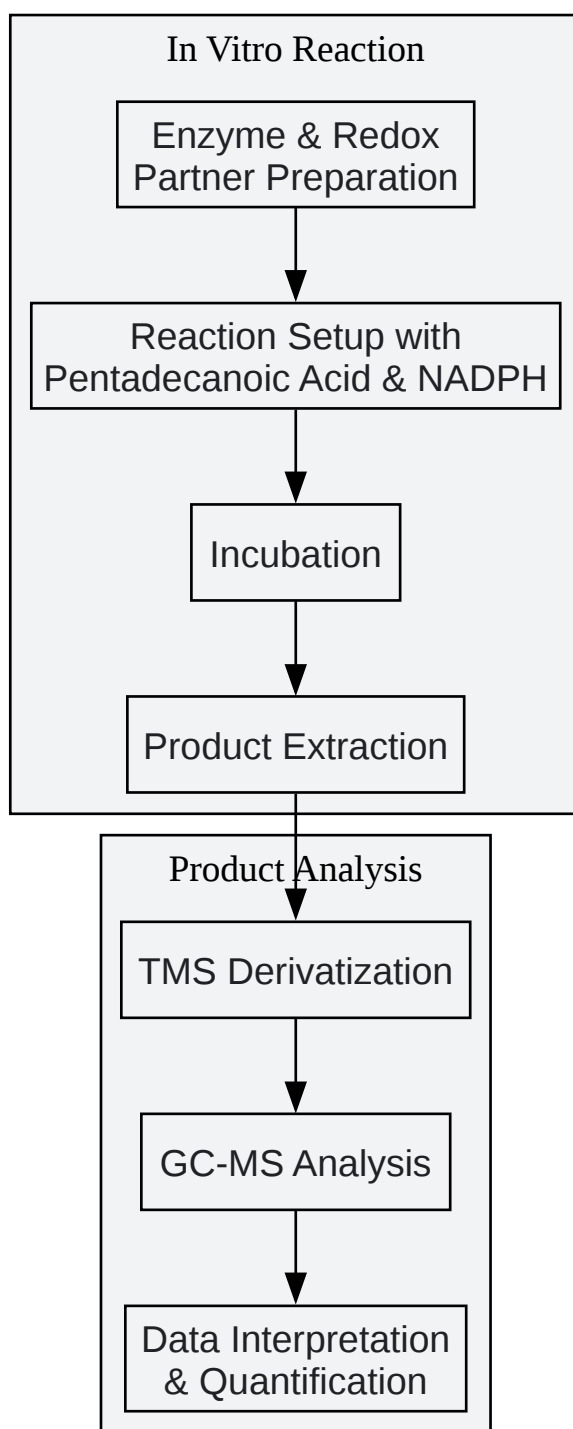 In Vitro Reaction
Enzyme & Redox
Partner Preparation
Reaction Setup with
Pentadecanoic Acid & NADPH
Incubation
Product Extraction
Product Analysis
TMS Derivatization
GC-MS Analysis
Data Interpretation
& Quantification